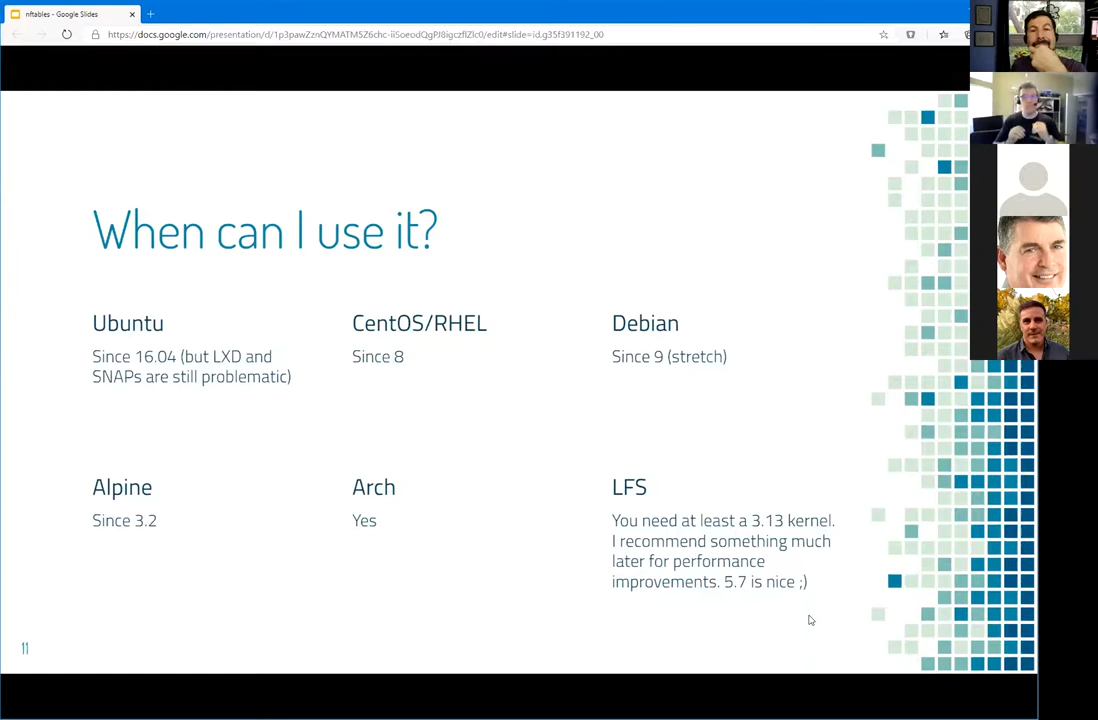 nftables - Google Slides
https://docs.google.com/presentation/d/1p3pawZznQYMATM5Z6chc-iiSoeodQgPJ8igczflZlc0/edit#slide=id.g35f391192_00
When can I use it?
Ubuntu
Since 16.04 (but LXD and
SNAPs are still problematic)
CentOS/RHEL
Since 8
Debian
Since 9 (stretch)
Alpine
Since 3.2
Arch
Yes
LFS
You need at least a 3.13 kernel.
I recommend something much
later for performance
improvements. 5.7 is nice ;)
11